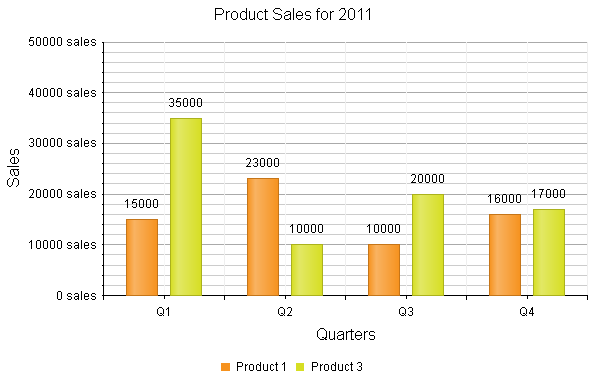 Product Sales for 2011
50000 sales
40000 sales
30000 sales
20000 sales
10000 sales
0 sales
Sales
15000
35000
23000
10000
10000
20000
16000
17000
Q1
Q2
Q3
Q4
Quarters
Product 1
Product 3